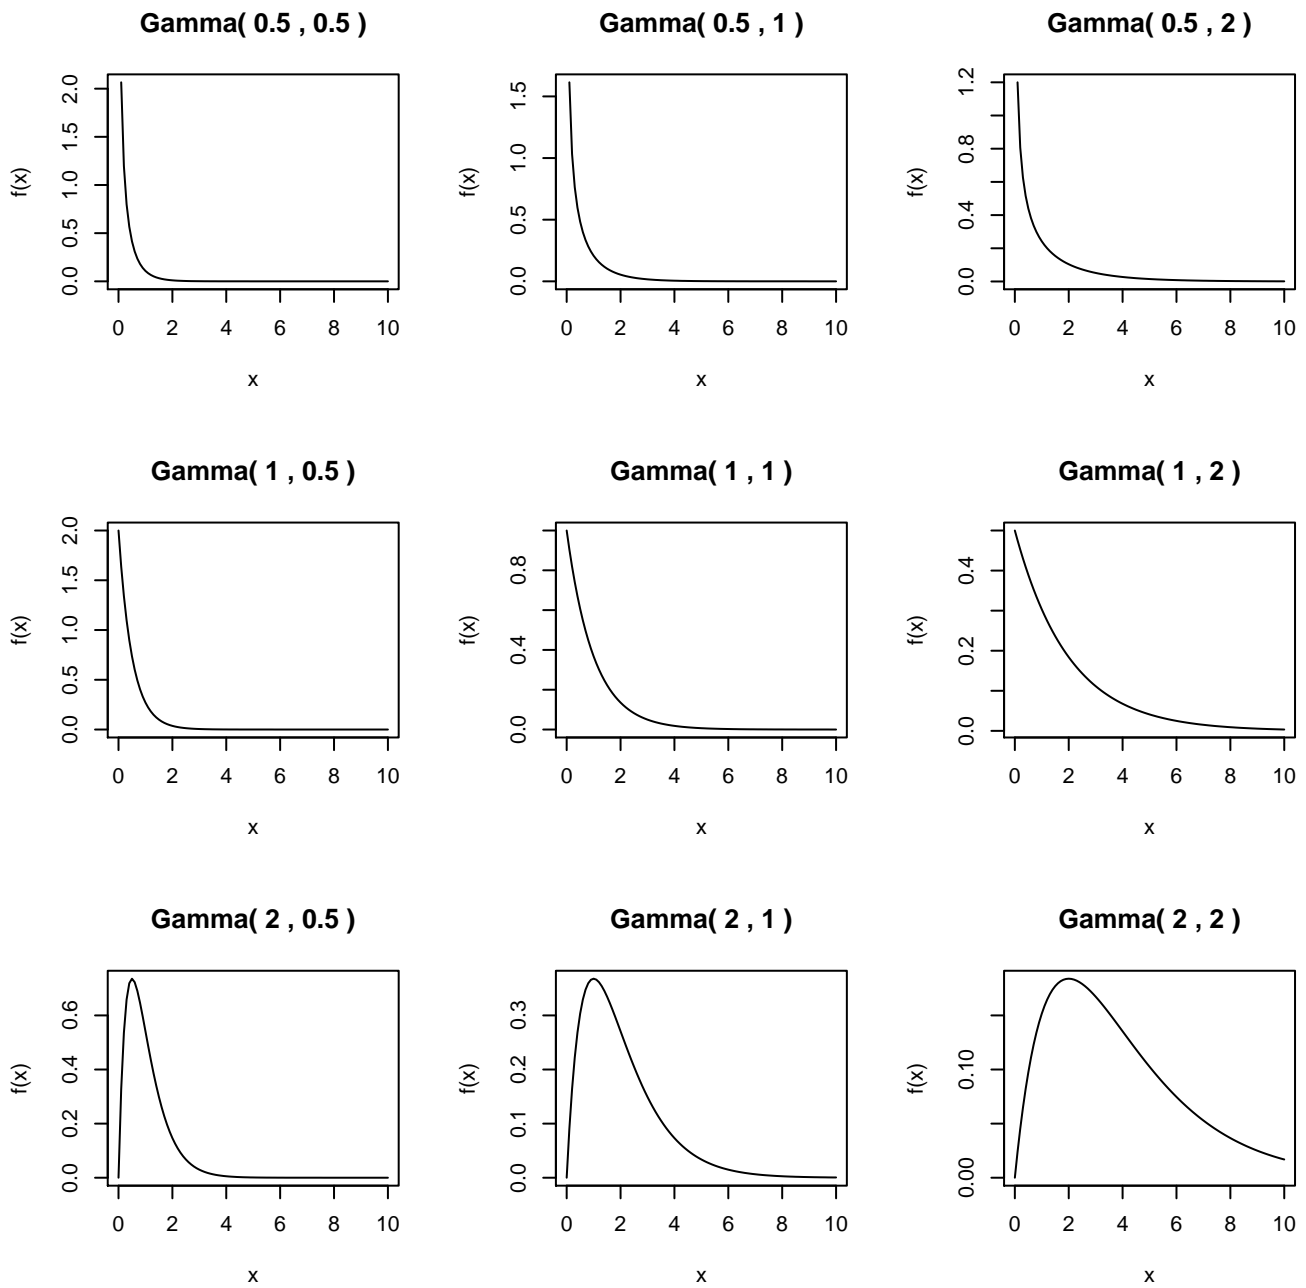 Gamma( 0.5 , 0.5 )
f(x)
2.0
1.5
1.0
0.5
0.0
0 2 4 6 8 10
x
Gamma( 0.5 , 1 )
f(x)
1.5
1.0
0.5
0.0
0 2 4 6 8 10
x
Gamma( 0.5 , 2 )
f(x)
1.2
0.8
0.4
0.0
0 2 4 6 8 10
x
Gamma( 1 , 0.5 )
f(x)
2.0
1.5
1.0
0.5
0.0
0 2 4 6 8 10
x
Gamma( 1 , 1 )
f(x)
0.8
0.4
0.0
0 2 4 6 8 10
x
Gamma( 1 , 2 )
f(x)
0.4
0.2
0.0
0 2 4 6 8 10
x
Gamma( 2 , 0.5 )
f(x)
0.6
0.4
0.2
0.0
0 2 4 6 8 10
x
Gamma( 2 , 1 )
f(x)
0.3
0.2
0.1
0.0
0 2 4 6 8 10
x
Gamma( 2 , 2 )
f(x)
0.10
0.00
0 2 4 6 8 10
x